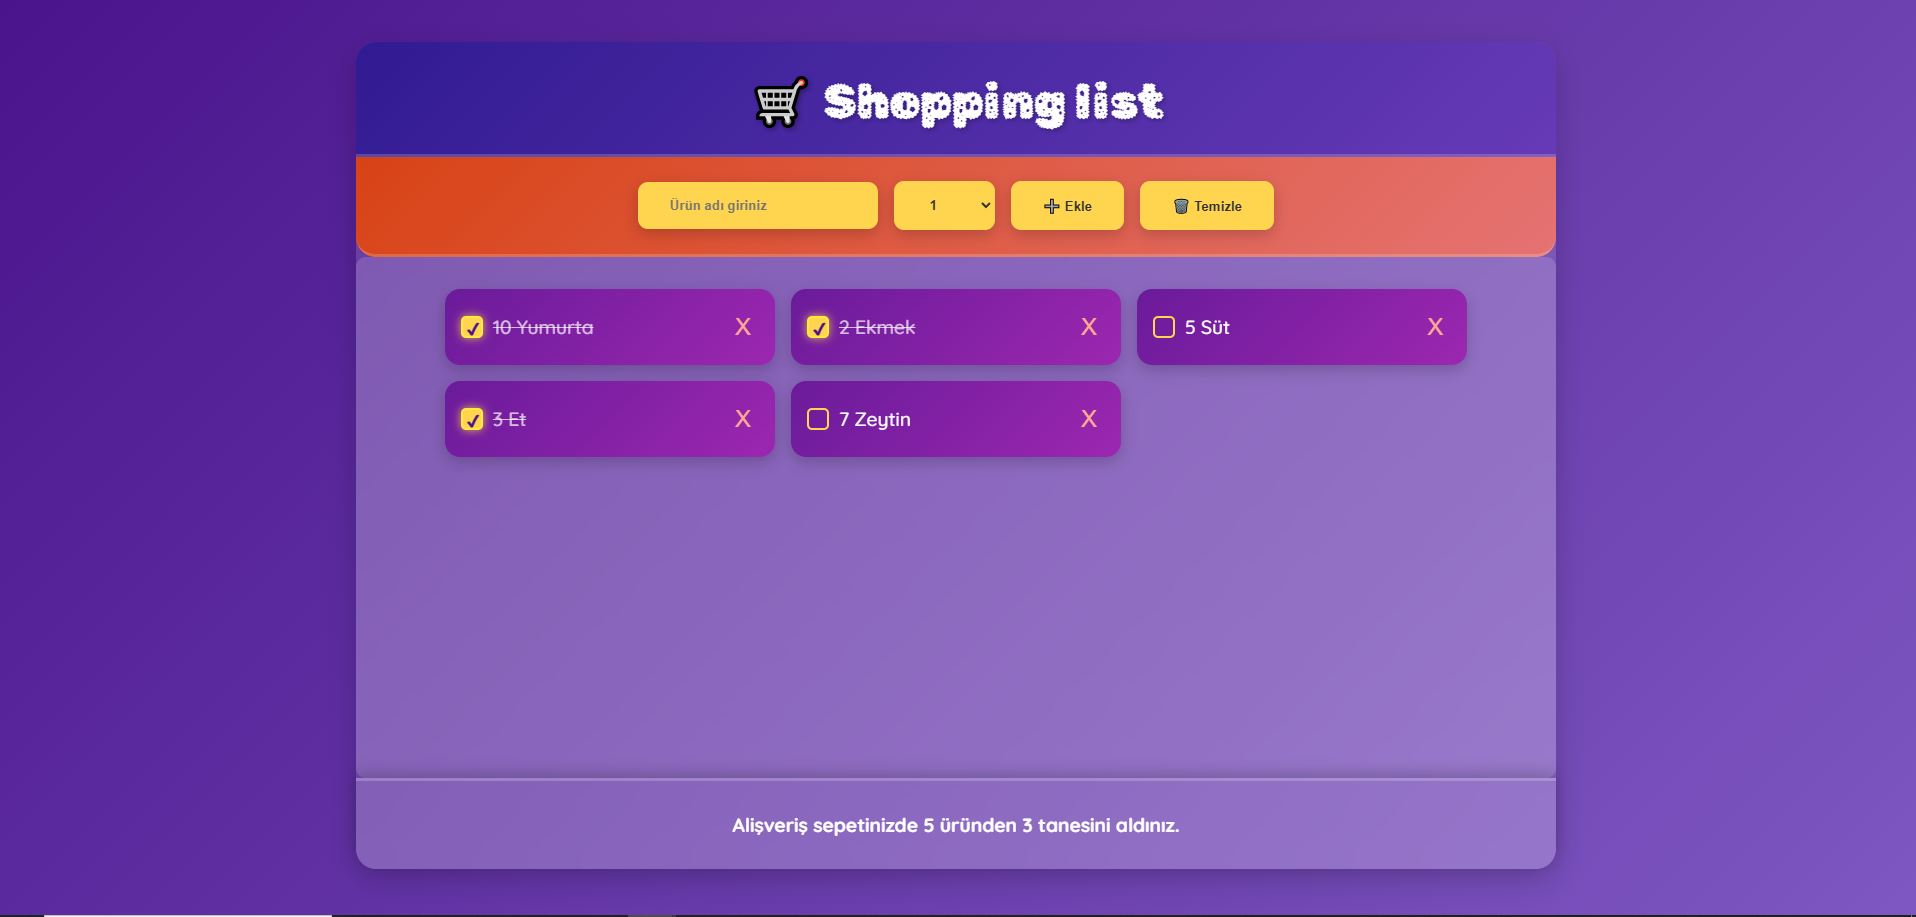 Shopping list
Ürün adı giriniz 1 Ekle Temizle
10 Yumurta X 2 Ekmek X 5 Süt X
3 Et X 7 Zeytin X
Alişveriş sepetinizde 5 üründen 3 tanesini aldınız.